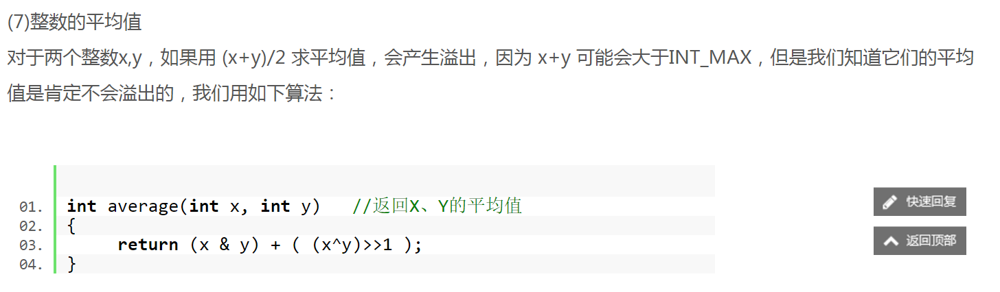 (7)整数的平均值
对于两个整数x,y，如果用 (x+y)/2 求平均值，会产生溢出，因为 x+y 可能会大于INT_MAX，但是我们知道它们的平均
值是肯定不会溢出的，我们用如下算法：
01. int average(int x, int y)   //返回X、Y的平均值
02. {
03.      return (x & y) + ( (x^y)>>1 );
04. }
快速回复
返回顶部